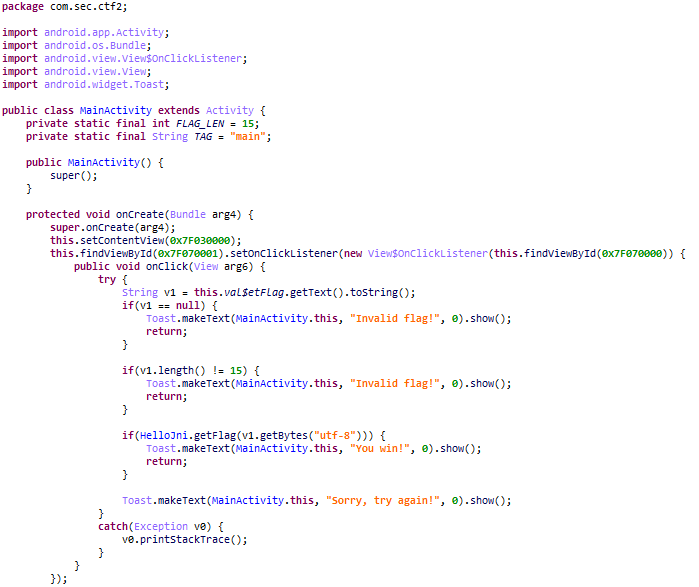 package com.sec.ctf2;

import android.app.Activity;
import android.os.Bundle;
import android.view.View$OnClickListener;
import android.view.View;
import android.widget.Toast;

public class MainActivity extends Activity {
    private static final int FLAG_LEN = 15;
    private static final String TAG = "main";

    public MainActivity() {
        super();
    }

    protected void onCreate(Bundle arg4) {
        super.onCreate(arg4);
        this.setContentView(0x7F030000);
        this.findViewById(0x7F070001).setOnClickListener(new View$OnClickListener(this.findViewById(0x7F070000)) {
            public void onClick(View arg6) {
                try {
                    String v1 = this.val$etFlag.getText().toString();
                    if(v1 == null) {
                        Toast.makeText(MainActivity.this, "Invalid flag!", 0).show();
                        return;
                    }

                    if(v1.length() != 15) {
                        Toast.makeText(MainActivity.this, "Invalid flag!", 0).show();
                        return;
                    }

                    if(HelloJni.getFlag(v1.getBytes("utf-8"))) {
                        Toast.makeText(MainActivity.this, "You win!", 0).show();
                        return;
                    }

                    Toast.makeText(MainActivity.this, "Sorry, try again!", 0).show();
                }
                catch(Exception v0) {
                    v0.printStackTrace();
                }
            }
        });